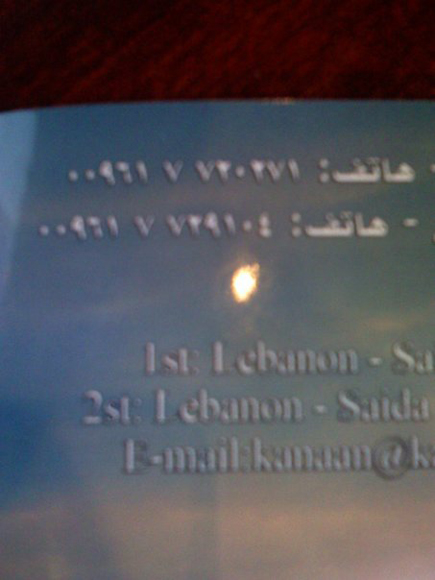 - هاتف: ٠٠٩٦١ ٧ ٧٢٠٢٧١
- هاتف: ٠٠٩٦١ ٧ ٧٢٩١٠٤
1st: Lebanon - Sa
2st: Lebanon - Saida
E-mail:kanaan@k